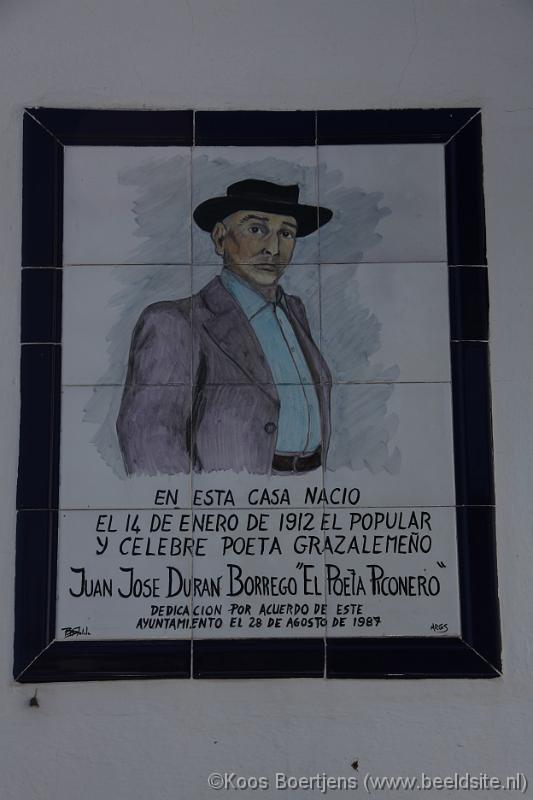 EN ESTA CASA NACIO
EL 14 DE ENERO DE 1912 EL POPULAR
Y CELEBRE POETA GRAZALEMEÑO
JUAN JOSE DURAN BORREGO "EL POETA PICONERO"
DEDICACION POR ACUERDO DE ESTE
AYUNTAMIENTO EL 28 DE AGOSTO DE 1987
ARGS
©Koos Boertjens (www.beeldsite.nl)